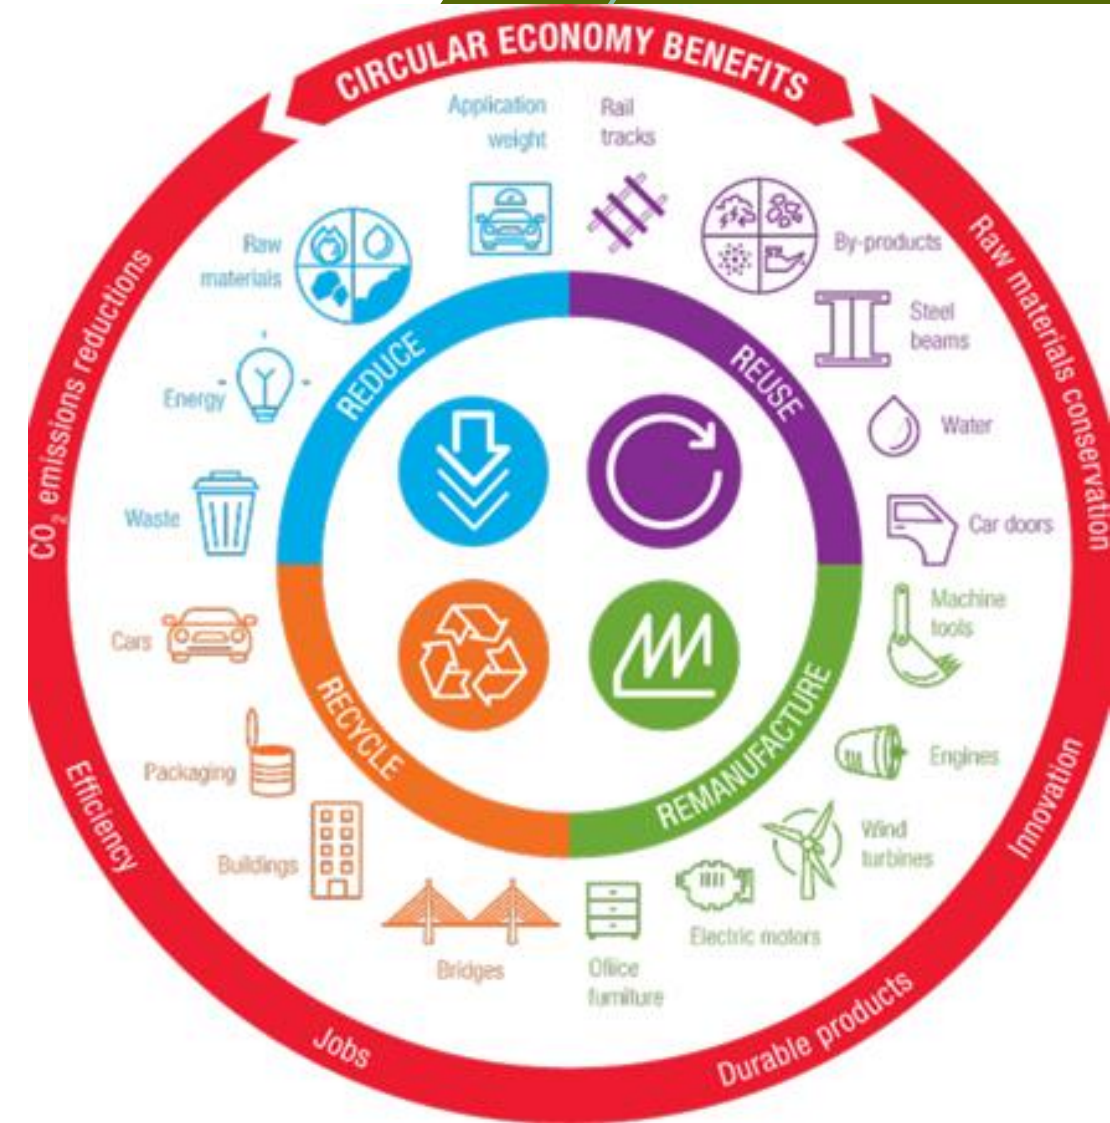 CIRCULAR ECONOMY BENEFITS
Application
weight
Rail
tracks
Raw
materials
By-products
Steel
beams
Energy
Water
Waste
Car doors
Cars
Machine
tools
Packaging
Engines
Buildings
Wind
turbines
Bridges
Electric motors
Office
furniture
REDUCE
REUSE
RECYCLE
REMANUFACTURE
CO₂ emissions reductions
Raw materials conservation
Efficiency
Innovation
Jobs
Durable products